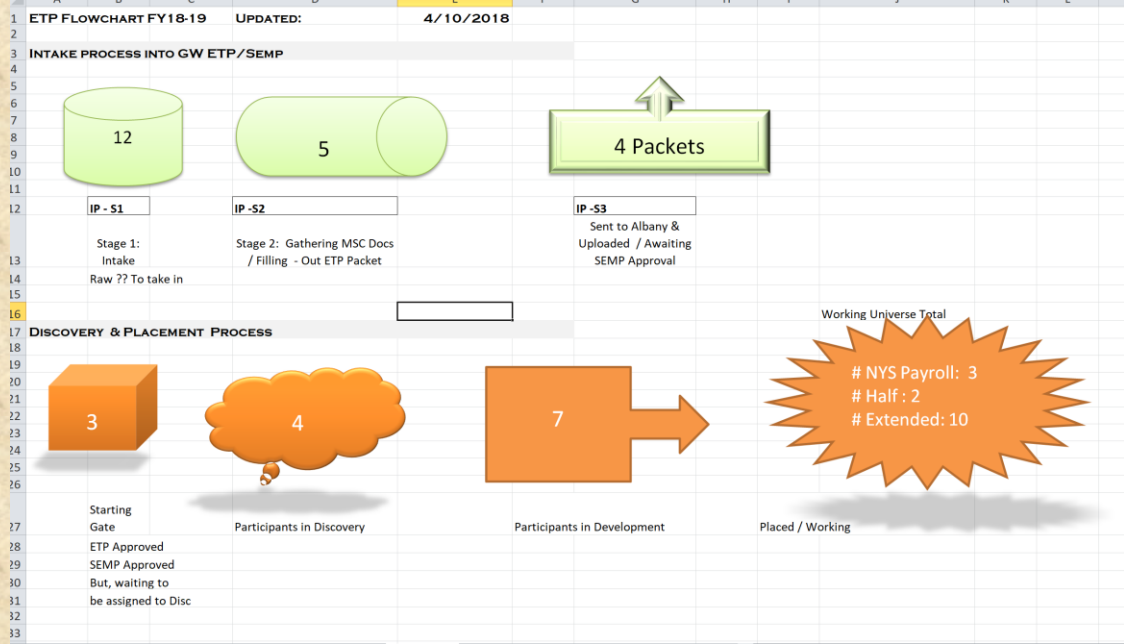 ETP FLOWCHART FY18-19 UPDATED: 4/10/2018
INTAKE PROCESS INTO GW ETP/SEMP
12
5
4 Packets
IP - S1
IP -S2
IP -S3
Stage 1:
Intake
Raw ?? To take in
Stage 2: Gathering MSC Docs
/ Filling - Out ETP Packet
Sent to Albany &
Uploaded / Awaiting
SEMP Approval
DISCOVERY & PLACEMENT PROCESS
Working Universe Total
3
4
7
# NYS Payroll: 3
# Half : 2
# Extended: 10
Starting
Gate
ETP Approved
SEMP Approved
But, waiting to
be assigned to Disc
Participants in Discovery
Participants in Development
Placed / Working